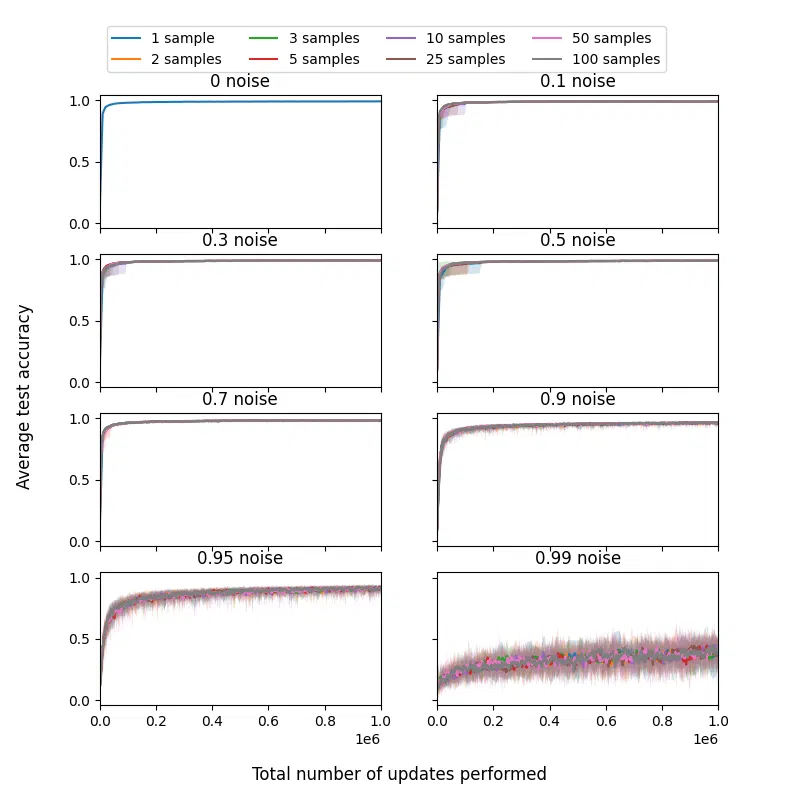 1 sample 3 samples 10 samples 50 samples
2 samples 5 samples 25 samples 100 samples
0 noise 0.1 noise
1.0
0.5
0.0
0.3 noise 0.5 noise
1.0
0.5
0.0
0.7 noise 0.9 noise
1.0
0.5
0.0
0.95 noise 0.99 noise
1.0
0.5
0.0
0.0 0.2 0.4 0.6 0.8 1.0 0.0 0.2 0.4 0.6 0.8 1.0
1e6 1e6
Average test accuracy
Total number of updates performed